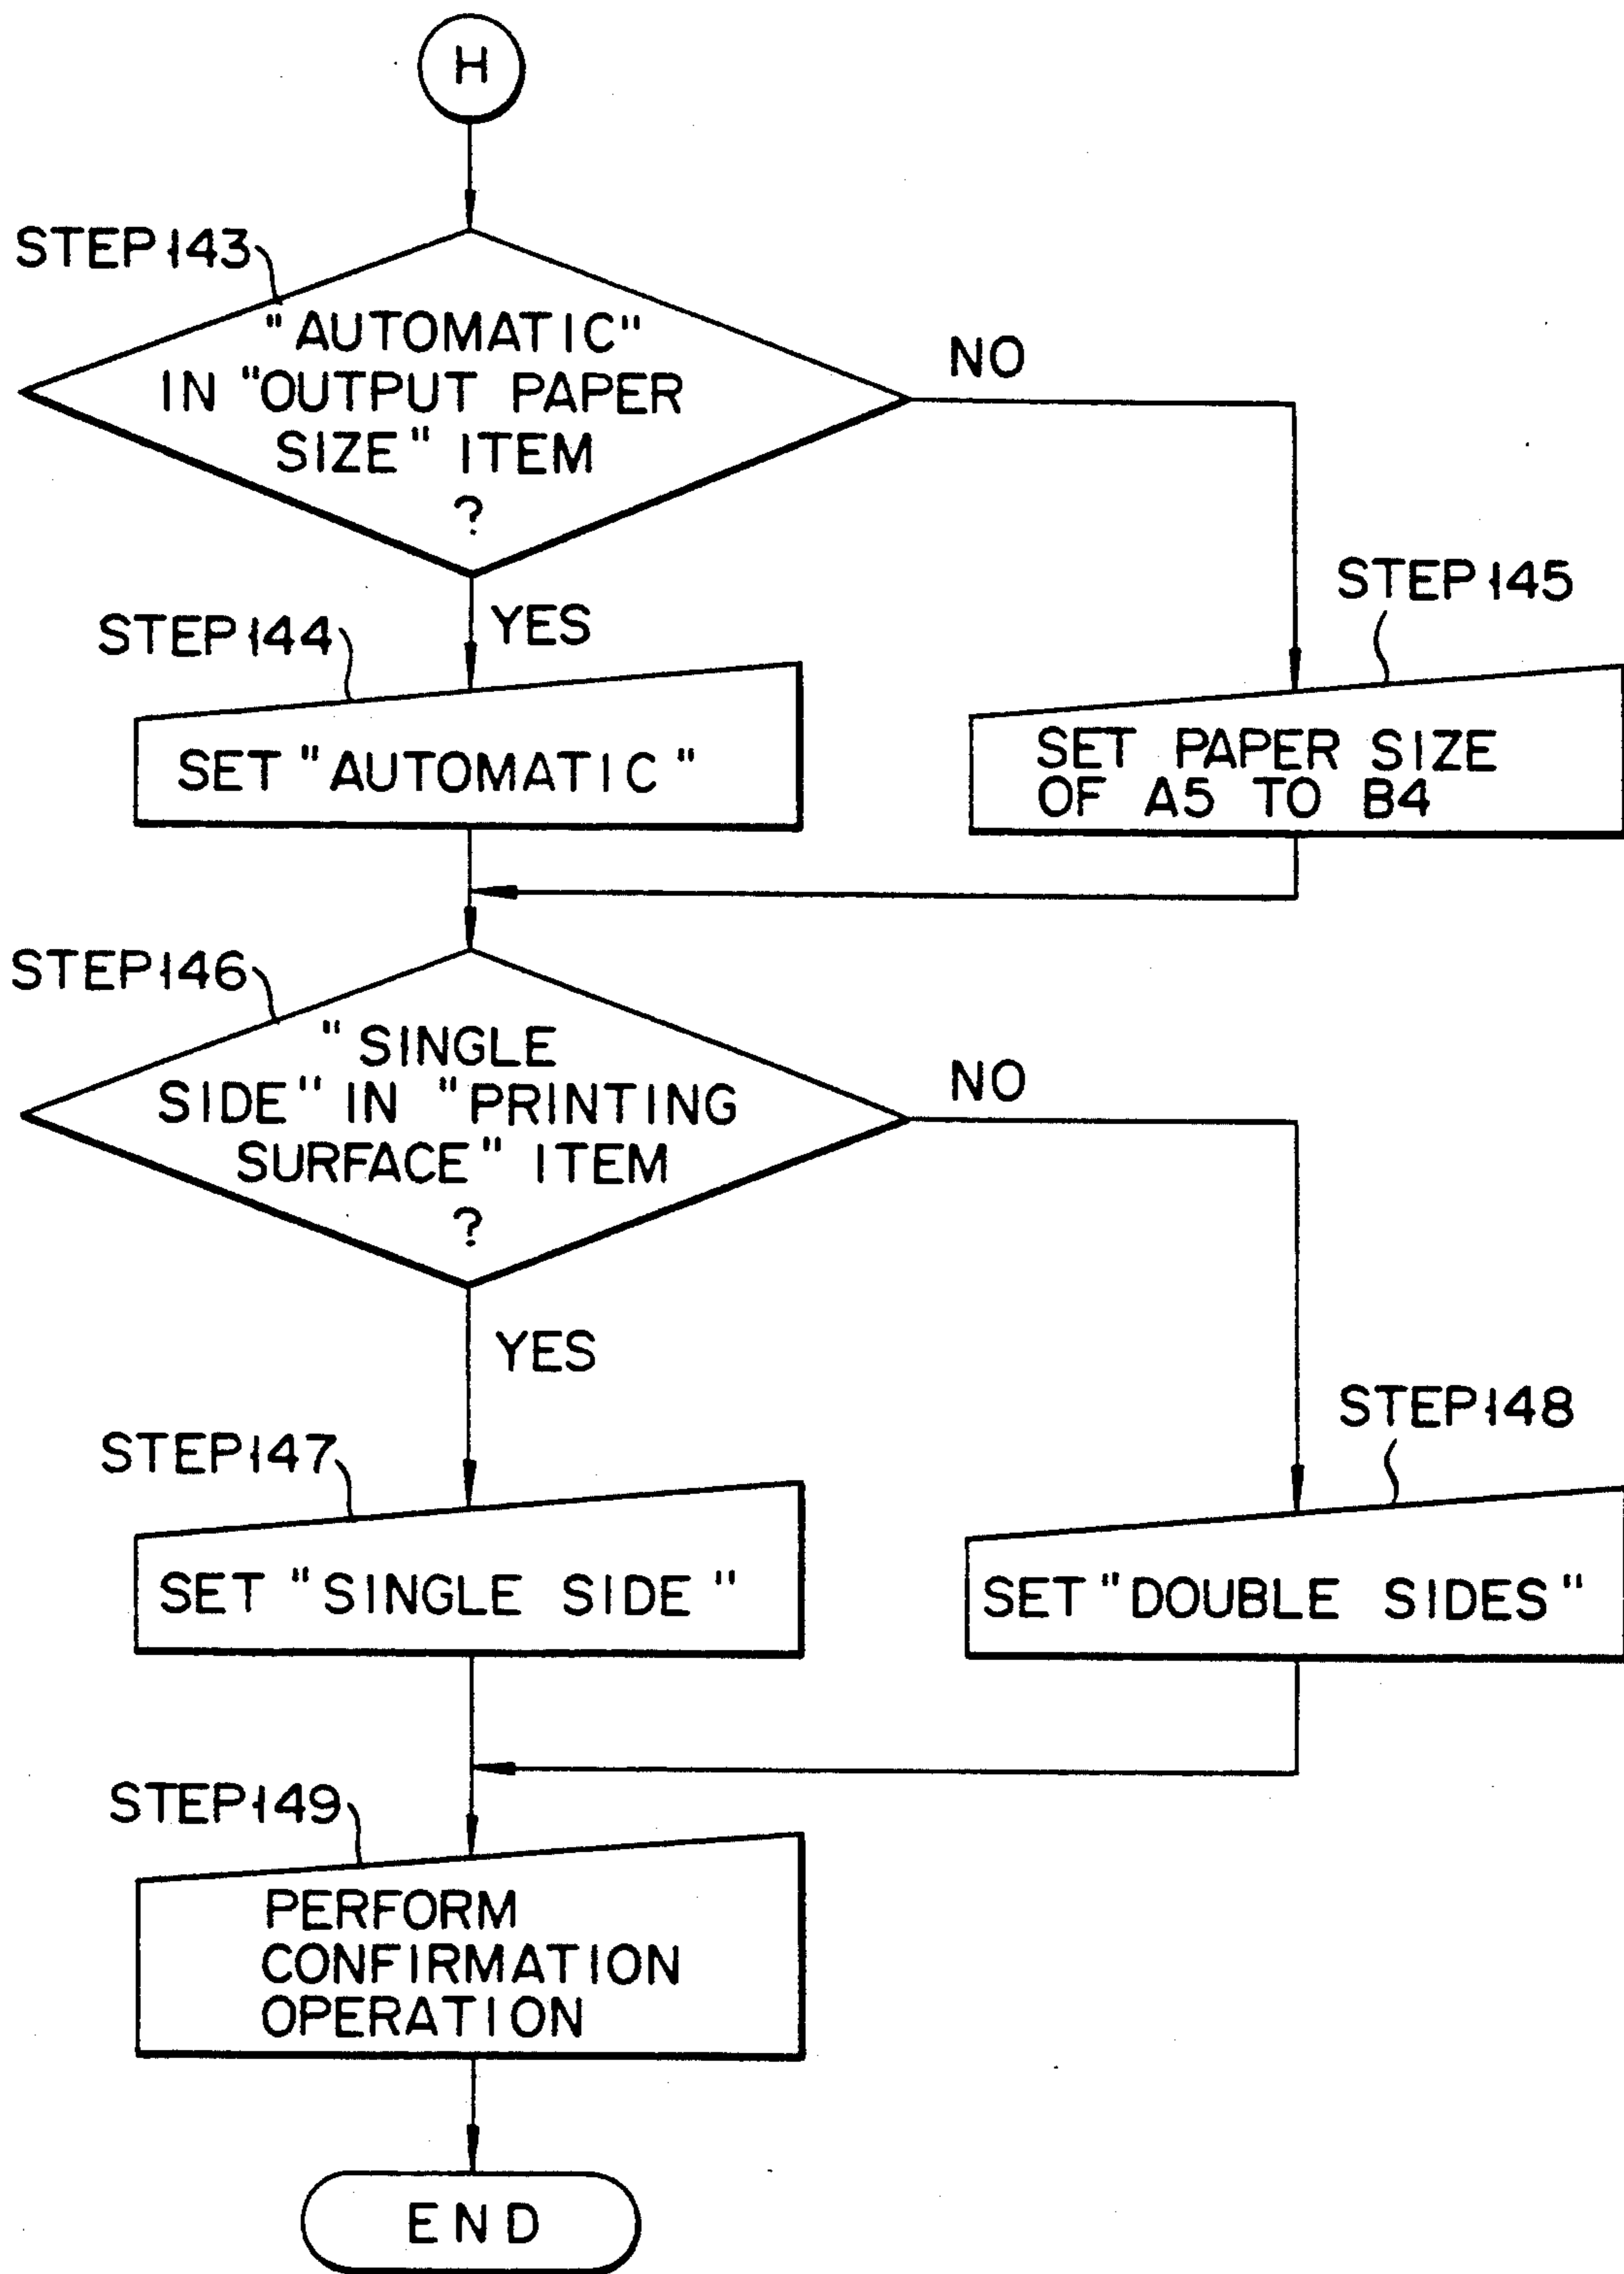 H
STEP 143
"AUTOMATIC"
IN "OUTPUT PAPER
SIZE" ITEM
?
NO
YES
STEP 144
SET "AUTOMATIC"
STEP 145
SET PAPER SIZE
OF A5 TO B4
STEP 146
"SINGLE
SIDE" IN "PRINTING
SURFACE" ITEM
?
NO
YES
STEP 147
SET "SINGLE SIDE"
STEP 148
SET "DOUBLE SIDES"
STEP 149
PERFORM
CONFIRMATION
OPERATION
END